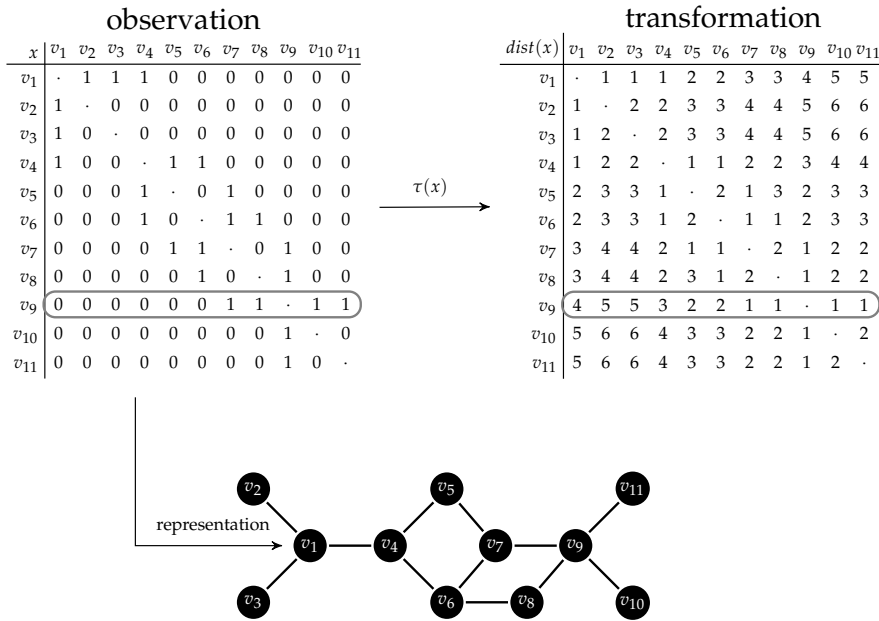 observation
x v1 v2 v3 v4 v5 v6 v7 v8 v9 v10 v11
v1 · 1 1 1 0 0 0 0 0 0 0
v2 1 · 0 0 0 0 0 0 0 0 0
v3 1 0 · 0 0 0 0 0 0 0 0
v4 1 0 0 · 1 1 0 0 0 0 0
v5 0 0 0 1 · 0 1 0 0 0 0
v6 0 0 0 1 0 · 1 1 0 0 0
v7 0 0 0 0 1 1 · 0 1 0 0
v8 0 0 0 0 0 1 0 · 1 0 0
v9 0 0 0 0 0 0 1 1 · 1 1
v10 0 0 0 0 0 0 0 0 1 · 0
v11 0 0 0 0 0 0 0 0 1 0 ·
τ(x)
transformation
dist(x) v1 v2 v3 v4 v5 v6 v7 v8 v9 v10 v11
v1 · 1 1 1 2 2 3 3 4 5 5
v2 1 · 2 2 3 3 4 4 5 6 6
v3 1 2 · 2 3 3 4 4 5 6 6
v4 1 2 2 · 1 1 2 2 3 4 4
v5 2 3 3 1 · 2 1 3 2 3 3
v6 2 3 3 1 2 · 1 1 2 3 3
v7 3 4 4 2 1 1 · 2 1 2 2
v8 3 4 4 2 3 1 2 · 1 2 2
v9 4 5 5 3 2 2 1 1 · 1 1
v10 5 6 6 4 3 3 2 2 1 · 2
v11 5 6 6 4 3 3 2 2 1 2 ·
representation
v2 v5 v11
v1 v4 v7 v9
v3 v6 v8 v10